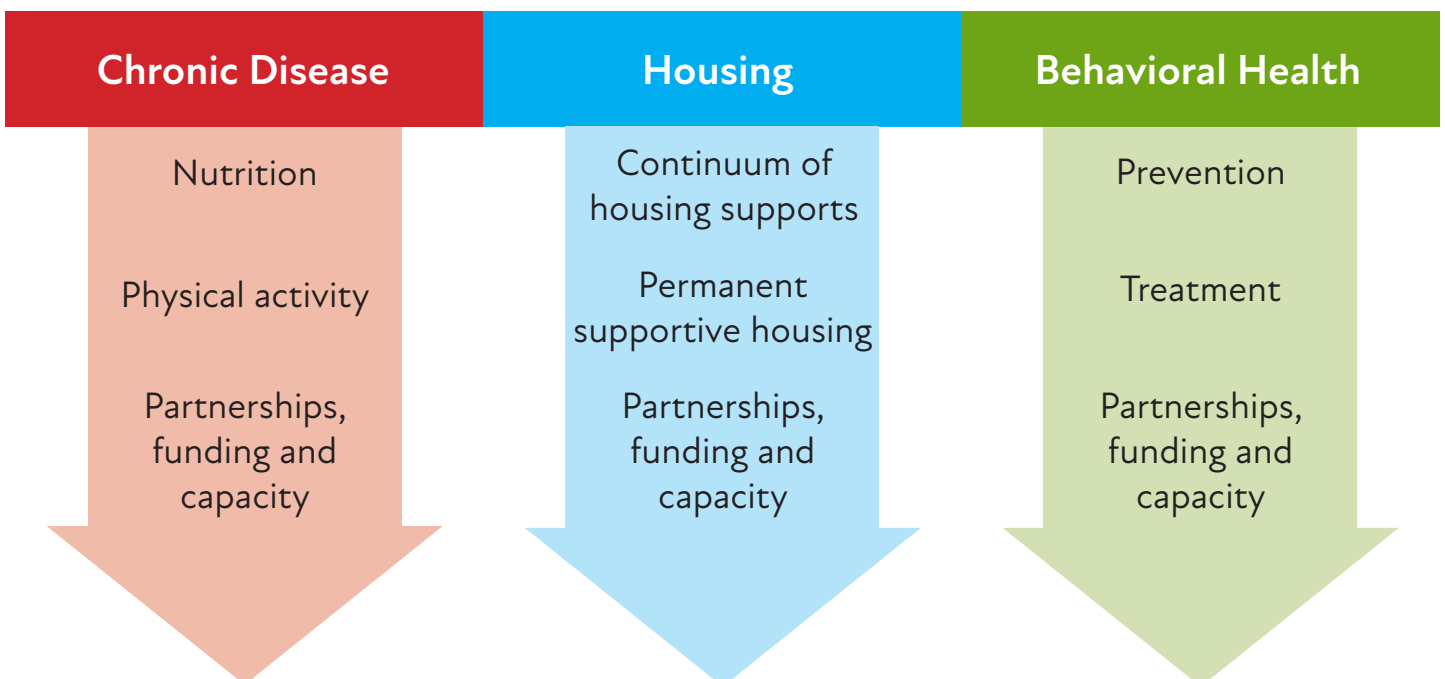 Chronic Disease
Housing
Behavioral Health
Nutrition
Physical activity
Partnerships,
funding and
capacity
Continuum of
housing supports
Permanent
supportive housing
Partnerships,
funding and
capacity
Prevention
Treatment
Partnerships,
funding and
capacity